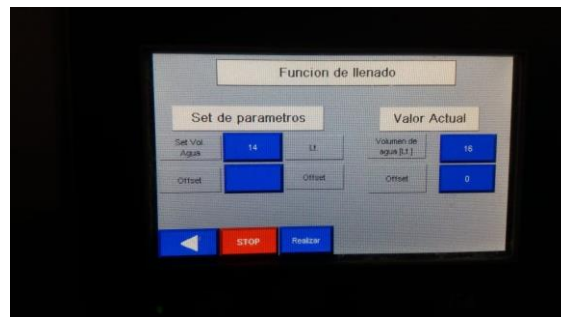 Funcion de llenado
Set de parametros
Valor Actual
Set Vol.
Agua
14
Lt
Volumen de
agua [Lt.]
16
Offset
Offset
Offset
0
STOP
Realizar